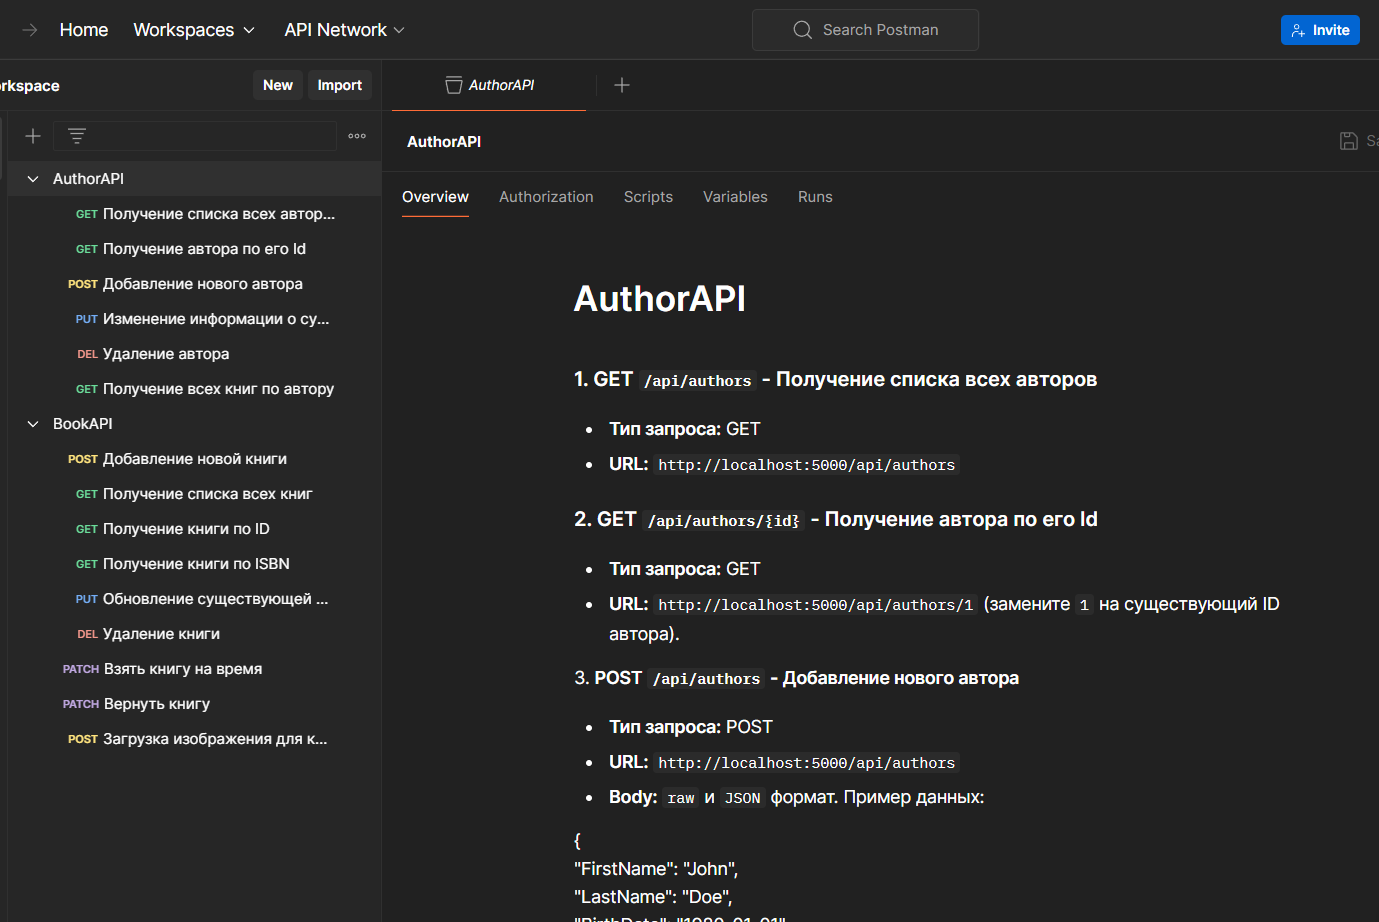 Home Workspaces API Network Search Postman Invite
rkspace New Import AuthorAPI
AuthorAPI
Overview Authorization Scripts Variables Runs
AuthorAPI
GET Получение списка всех автор...
GET Получение автора по его Id
POST Добавление нового автора
PUT Изменение информации о су...
DEL Удаление автора
GET Получение всех книг по автору
BookAPI
POST Добавление новой книги
GET Получение списка всех книг
GET Получение книги по ID
GET Получение книги по ISBN
PUT Обновление существующей ...
DEL Удаление книги
PATCH Взять книгу на время
PATCH Вернуть книгу
POST Загрузка изображения для к...
AuthorAPI
1. GET /api/authors - Получение списка всех авторов
• Тип запроса: GET
• URL: http://localhost:5000/api/authors
2. GET /api/authors/{id} - Получение автора по его Id
• Тип запроса: GET
• URL: http://localhost:5000/api/authors/1 (замените 1 на существующий ID
автора).
3. POST /api/authors - Добавление нового автора
• Тип запроса: POST
• URL: http://localhost:5000/api/authors
• Body: raw и JSON формат. Пример данных:
{
"FirstName": "John",
"LastName": "Doe",